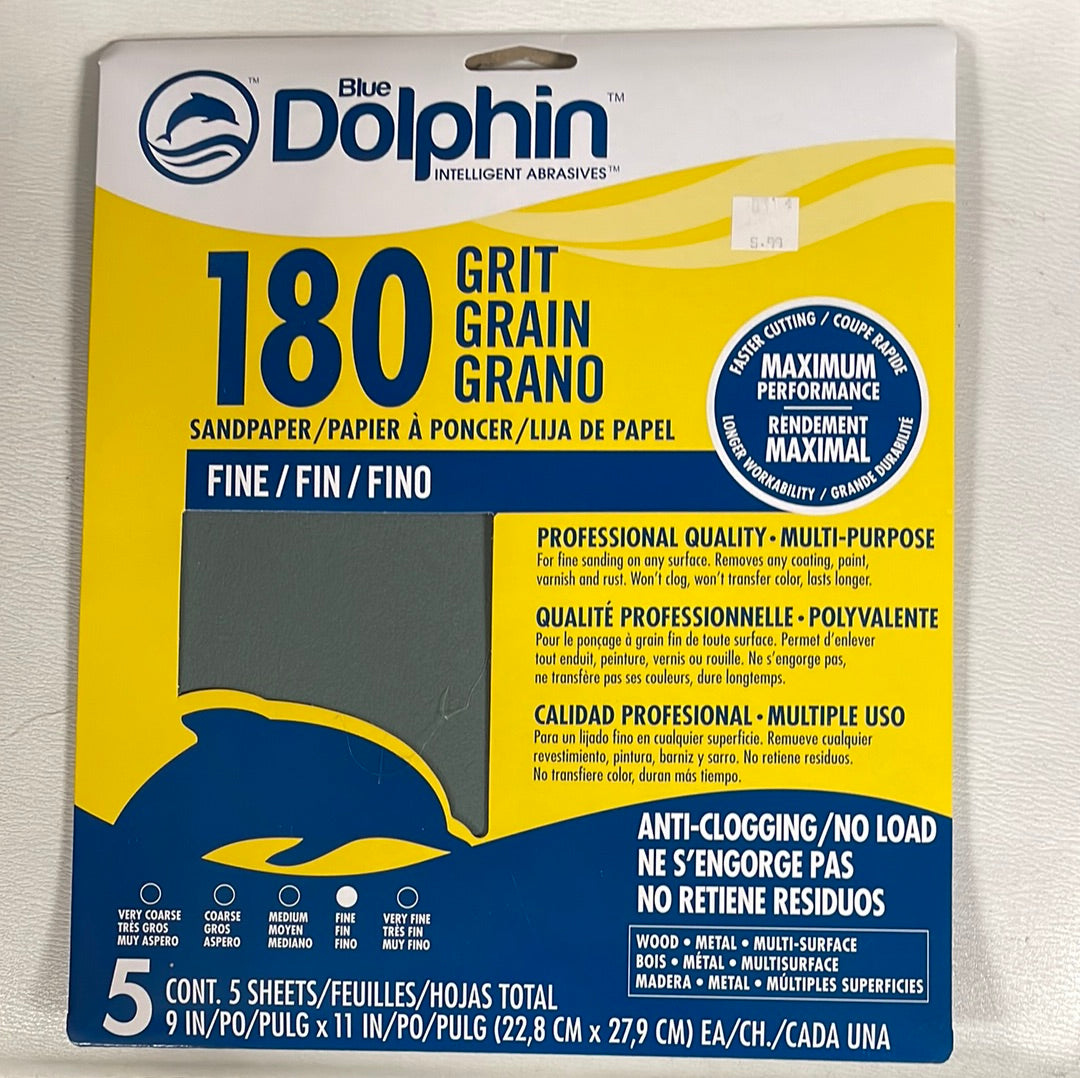 Blue
Dolphin™
INTELLIGENT ABRASIVES™
™
5.99
180
GRIT
GRAIN
GRANO
SANDPAPER/PAPIER À PONCER/LIJA DE PAPEL
FASTER CUTTING / COUPE RAPIDE
MAXIMUM
PERFORMANCE
RENDEMENT
MAXIMAL
LONGER WORKABILITY / GRANDE DURABILITÉ
FINE / FIN / FINO
PROFESSIONAL QUALITY • MULTI-PURPOSE
For fine sanding on any surface. Removes any coating, paint,
varnish and rust. Won't clog, won't transfer color, lasts longer.
QUALITÉ PROFESSIONNELLE • POLYVALENTE
Pour le ponçage à grain fin de toute surface. Permet d'enlever
tout enduit, peinture, vernis ou rouille. Ne s'engorge pas,
ne transfère pas ses couleurs, dure longtemps.
CALIDAD PROFESIONAL • MULTIPLE USO
Para un lijado fino en cualquier superficie. Remueve cualquier
revestimiento, pintura, barniz y sarro. No retiene residuos.
No transfiere color, duran más tiempo.
ANTI-CLOGGING/NO LOAD
NE S'ENGORGE PAS
NO RETIENE RESIDUOS
VERY COARSE
TRÈS GROS
MUY ASPERO
COARSE
GROS
ASPERO
MEDIUM
MOYEN
MEDIANO
FINE
FIN
FINO
VERY FINE
TRÈS FIN
MUY FINO
WOOD • METAL • MULTI-SURFACE
BOIS • MÉTAL • MULTISURFACE
MADERA • METAL • MÚLTIPLES SUPERFICIES
5
CONT. 5 SHEETS/FEUILLES/HOJAS TOTAL
9 IN/PO/PULG x 11 IN/PO/PULG (22,8 CM x 27,9 CM) EA/CH./CADA UNA